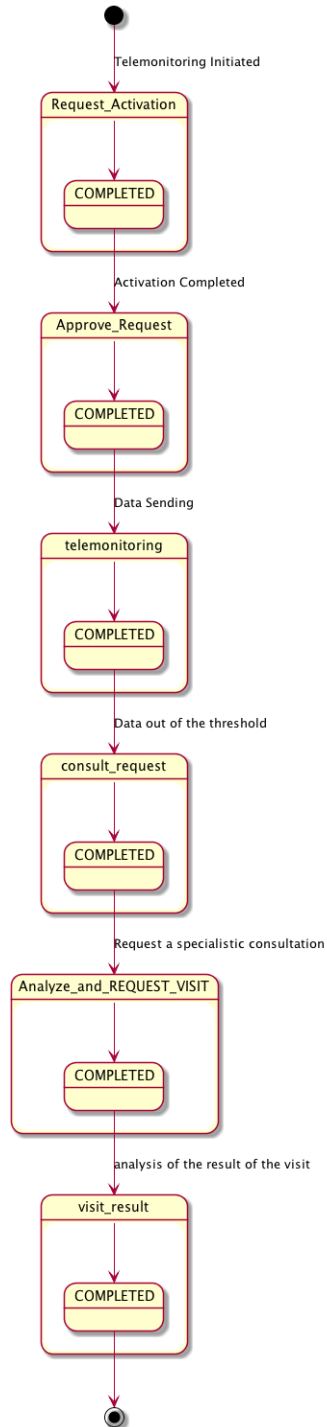 Telemonitoring Initiated
Request_Activation
COMPLETED
Activation Completed
Approve_Request
COMPLETED
Data Sending
telemonitoring
COMPLETED
Data out of the threshold
consult_request
COMPLETED
Request a specialistic consultation
Analyze_and_REQUEST_VISIT
COMPLETED
analysis of the result of the visit
visit_result
COMPLETED